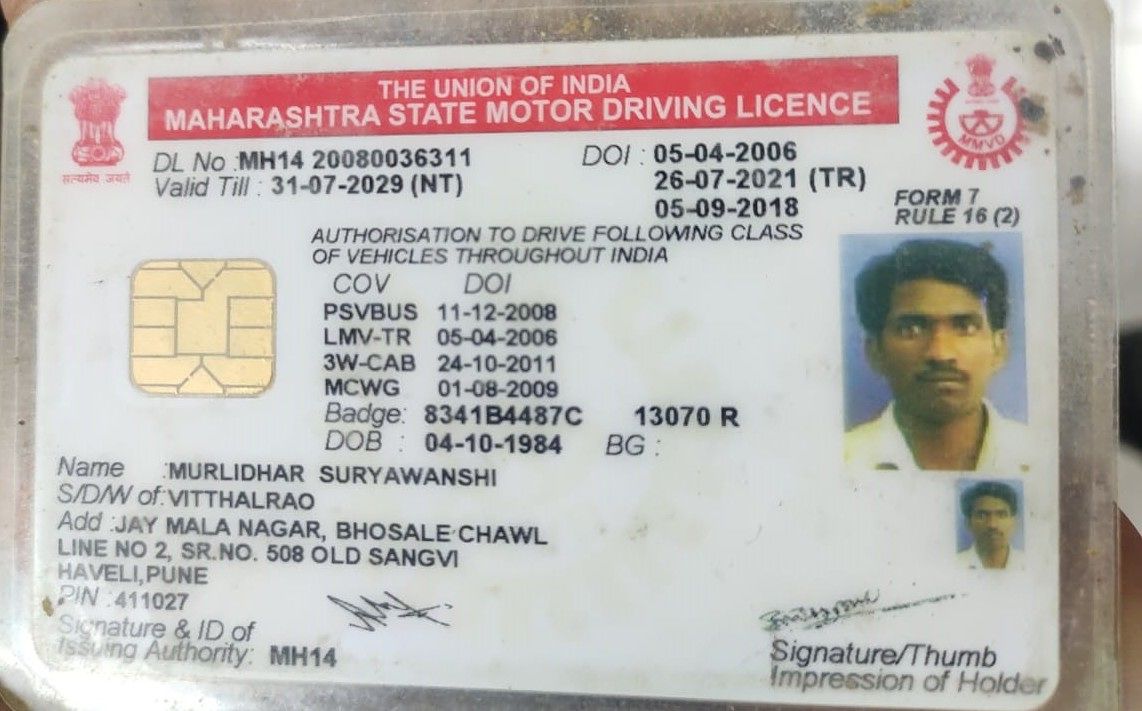 THE UNION OF INDIA
MAHARASHTRA STATE MOTOR DRIVING LICENCE
सत्यमेव जयते
MMVD
DL No :MH14 20080036311 DOI : 05-04-2006
Valid Till : 31-07-2029 (NT) 26-07-2021 (TR)
05-09-2018
FORM 7
RULE 16 (2)
AUTHORISATION TO DRIVE FOLLOWING CLASS
OF VEHICLES THROUGHOUT INDIA
COV DOI
PSVBUS 11-12-2008
LMV-TR 05-04-2006
3W-CAB 24-10-2011
MCWG 01-08-2009
Badge: 8341B4487C 13070 R
DOB : 04-10-1984 BG :
Name :MURLIDHAR SURYAWANSHI
S/D/W of:VITTHALRAO
Add :JAY MALA NAGAR, BHOSALE CHAWL
LINE NO 2, SR.NO. 508 OLD SANGVI
HAVELI,PUNE
PIN :411027
Signature & ID of
Issuing Authority: MH14
Signature/Thumb
Impression of Holder